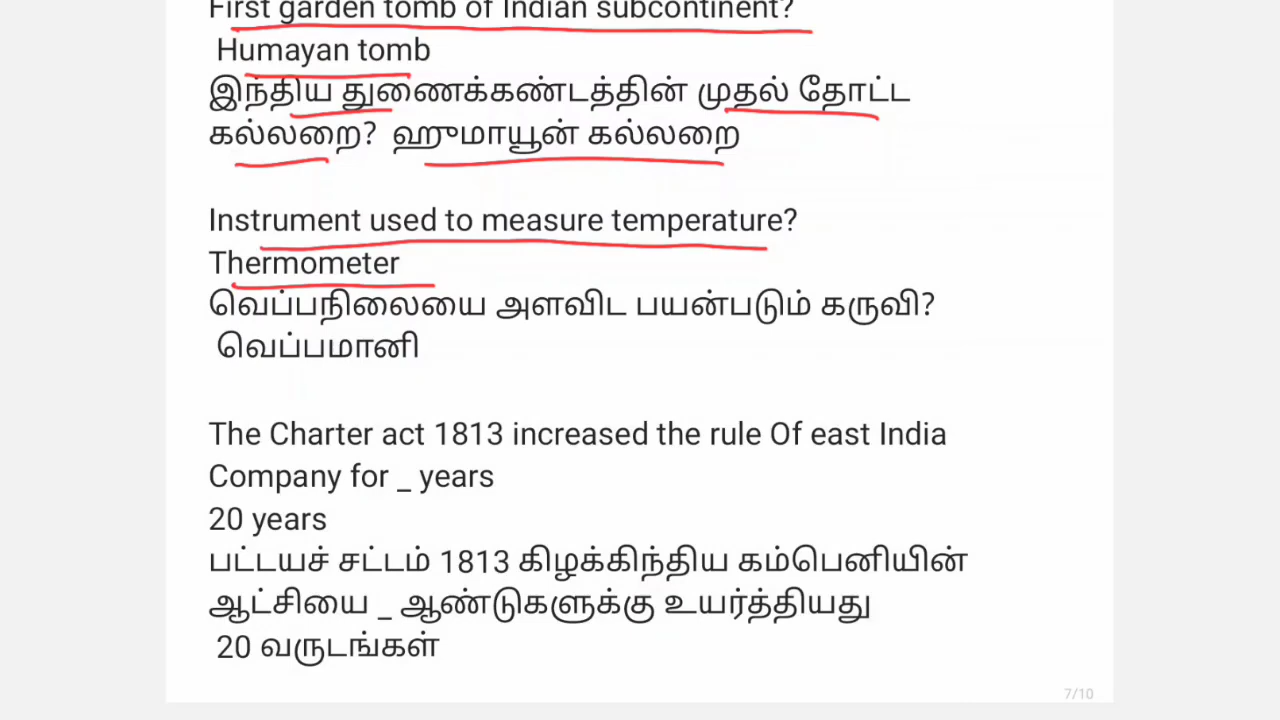 First garden tomb of Indian subcontinent?
Humayan tomb
இந்திய துணைக்கண்டத்தின் முதல் தோட்ட
கல்லறை? ஹுமாயூன் கல்லறை
Instrument used to measure temperature?
Thermometer
வெப்பநிலையை அளவிட பயன்படும் கருவி?
வெப்பமானி
The Charter act 1813 increased the rule Of east India
Company for _ years
20 years
பட்டயச் சட்டம் 1813 கிழக்கிந்திய கம்பெனியின்
ஆட்சியை _ ஆண்டுகளுக்கு உயர்த்தியது
20 வருடங்கள்
7/10